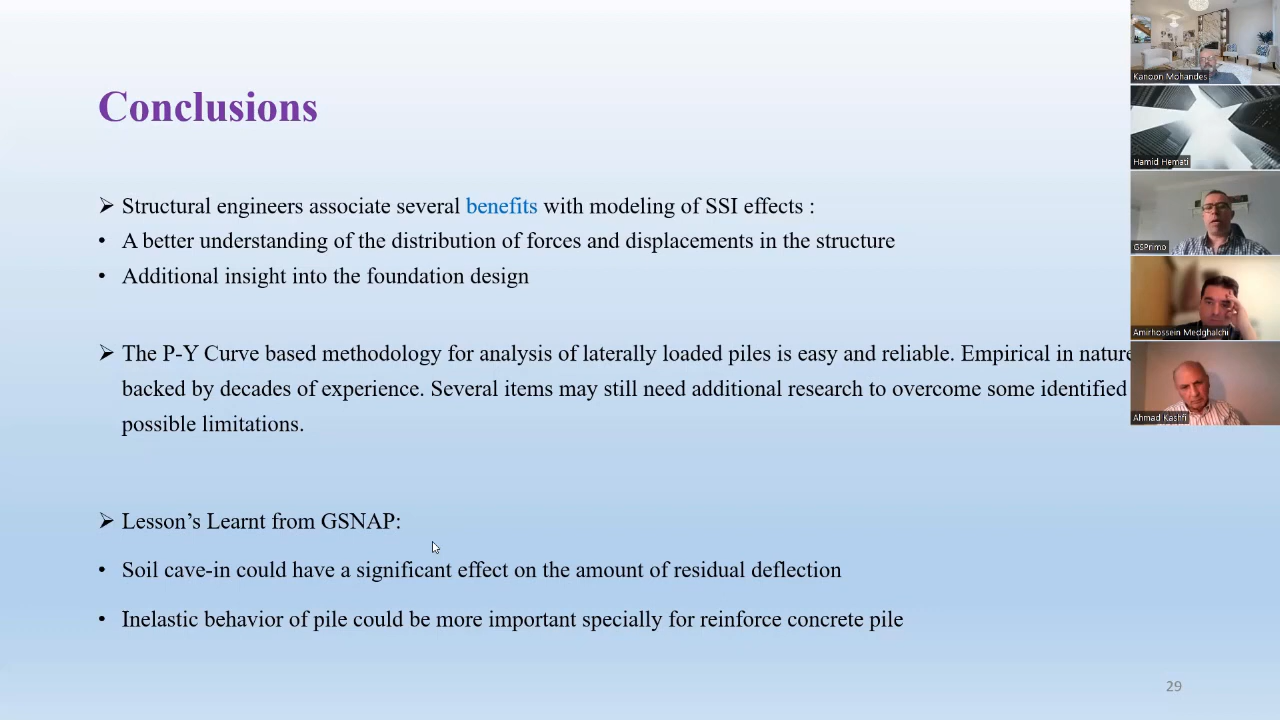 Conclusions
➢ Structural engineers associate several benefits with modeling of SSI effects :
• A better understanding of the distribution of forces and displacements in the structure
• Additional insight into the foundation design
➢ The P-Y Curve based methodology for analysis of laterally loaded piles is easy and reliable. Empirical in nature
backed by decades of experience. Several items may still need additional research to overcome some identified
possible limitations.
➢ Lesson’s Learnt from GSNAP:
• Soil cave-in could have a significant effect on the amount of residual deflection
• Inelastic behavior of pile could be more important specially for reinforce concrete pile
29
Kanoon Mohandes
Hamid Hemati
GSPrimo
Amirhossein Medghalchi
Ahmad Kashfi